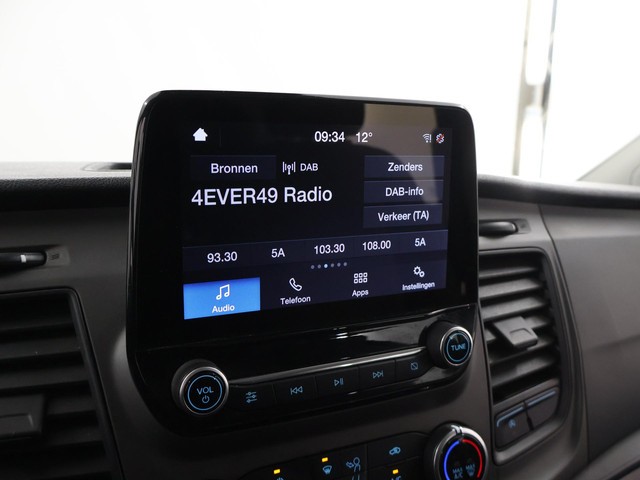 09:34 12°
Bronnen DAB Zenders
4EVER49 Radio DAB-info
Verkeer (TA)
93.30 5A 103.30 108.00 5A
Audio Telefoon Apps Instellingen
VOL TUNE
MAX A/C